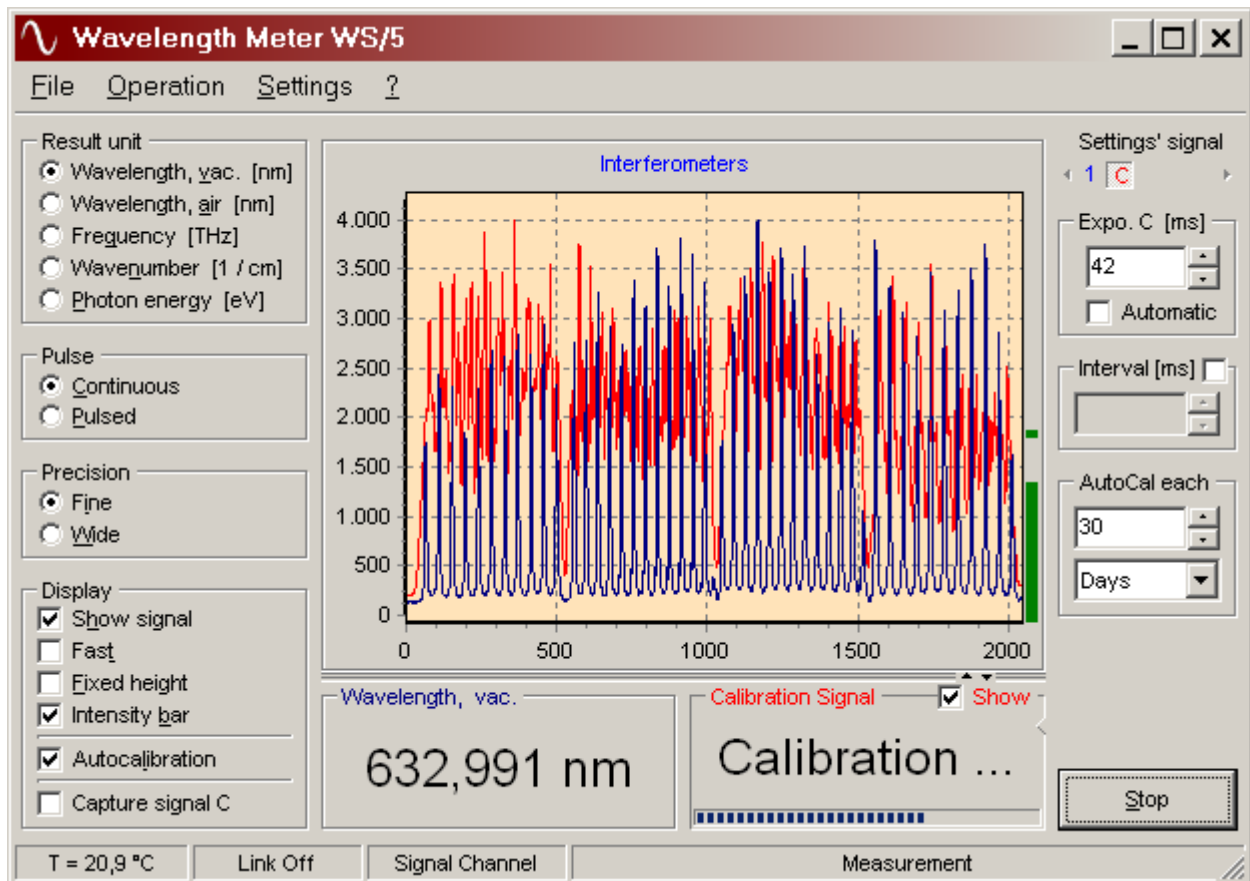 Wavelength Meter WS/5
File Operation Settings ?
Result unit
Wavelength, vac. [nm]
Wavelength, air [nm]
Frequency [THz]
Wavenumber [1 / cm]
Photon energy [eV]
Pulse
Continuous
Pulsed
Precision
Fine
Wide
Display
Show signal
Fast
Fixed height
Intensity bar
Autocalibration
Capture signal C
Interferometers
4.000
3.500
3.000
2.500
2.000
1.500
1.000
500
0
0 500 1000 1500 2000
Wavelength, vac.
632,991 nm
Calibration Signal Show
Calibration ...
Settings' signal
1 C
Expo. C [ms]
42
Automatic
Interval [ms]
AutoCal each
30
Days
Stop
T = 20,9 °C Link Off Signal Channel Measurement